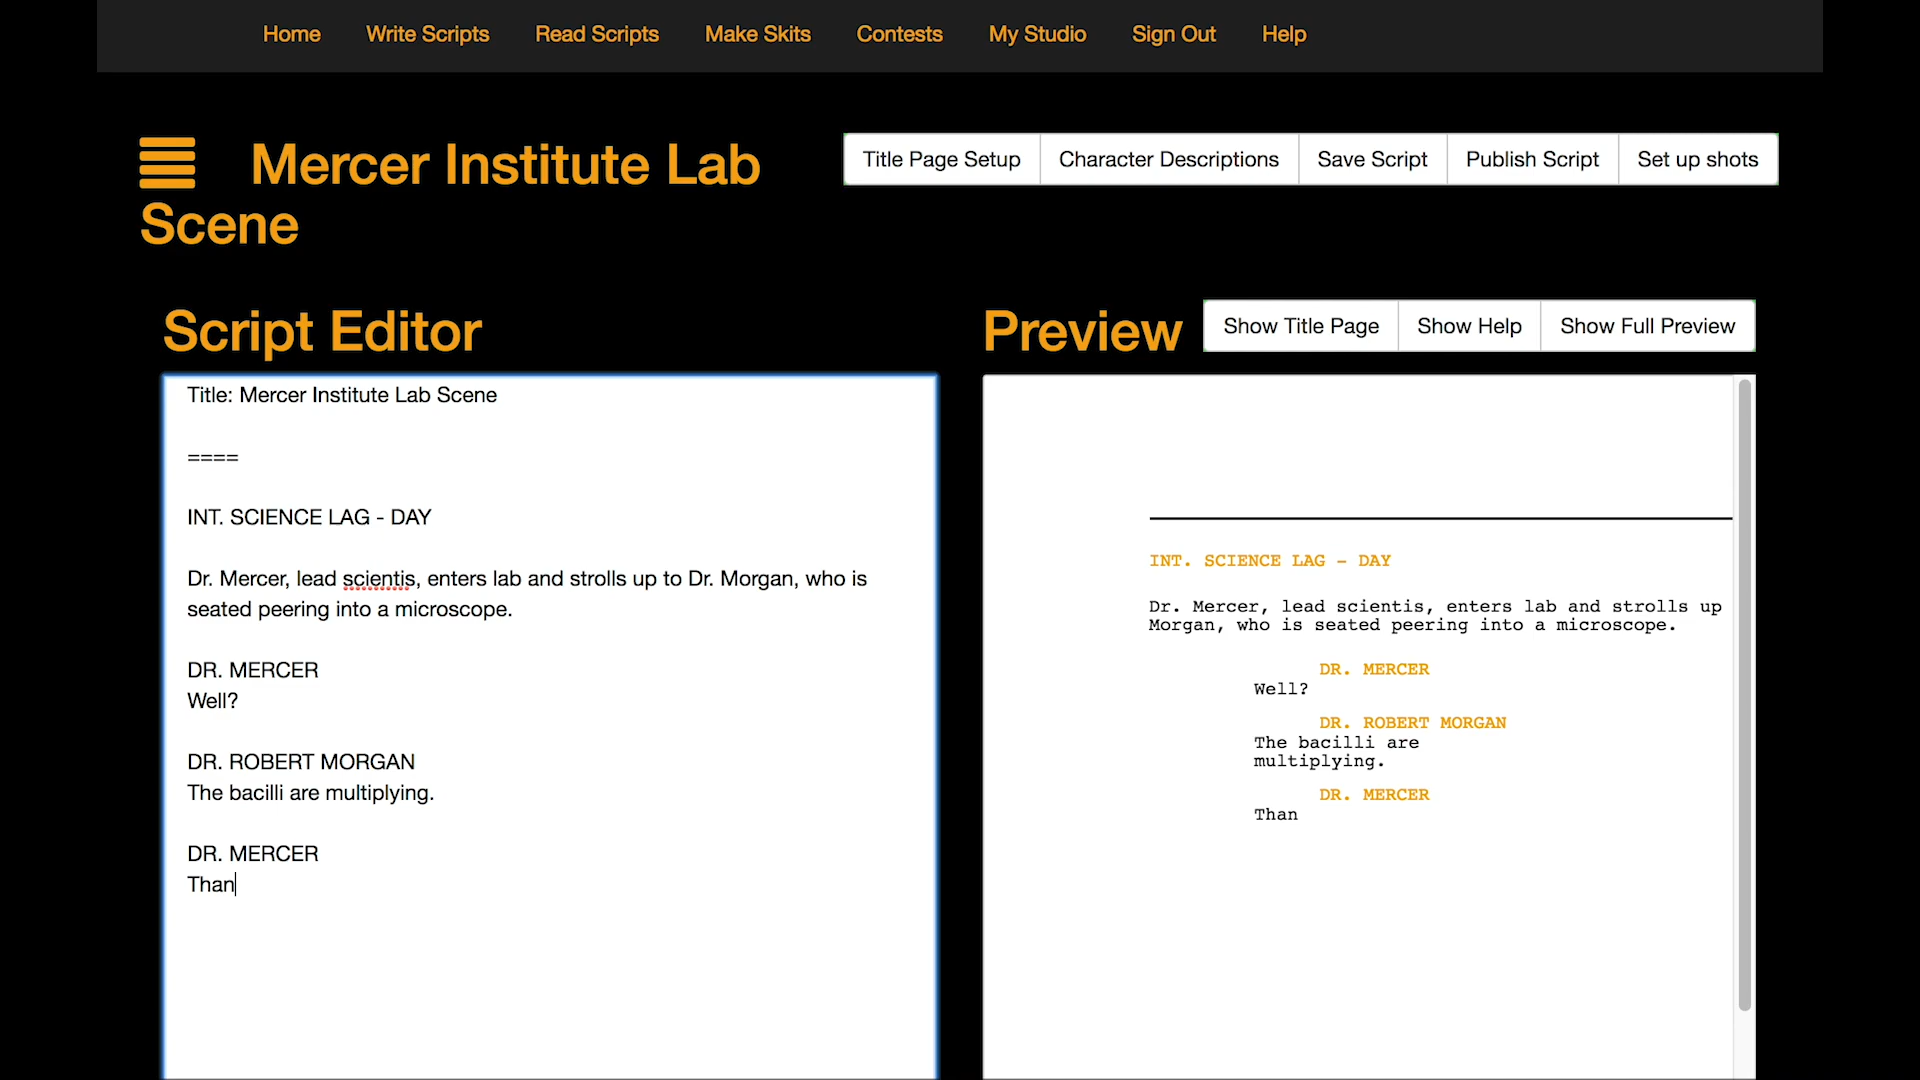 Home Write Scripts Read Scripts Make Skits Contests My Studio Sign Out Help
Mercer Institute Lab
Scene
Title Page Setup Character Descriptions Save Script Publish Script Set up shots
Script Editor
Title: Mercer Institute Lab Scene
====
INT. SCIENCE LAG - DAY
Dr. Mercer, lead scientis, enters lab and strolls up to Dr. Morgan, who is
seated peering into a microscope.
DR. MERCER
Well?
DR. ROBERT MORGAN
The bacilli are multiplying.
DR. MERCER
Than
Preview
Show Title Page Show Help Show Full Preview
INT. SCIENCE LAG - DAY
Dr. Mercer, lead scientis, enters lab and strolls up
Morgan, who is seated peering into a microscope.
DR. MERCER
Well?
DR. ROBERT MORGAN
The bacilli are
multiplying.
DR. MERCER
Than